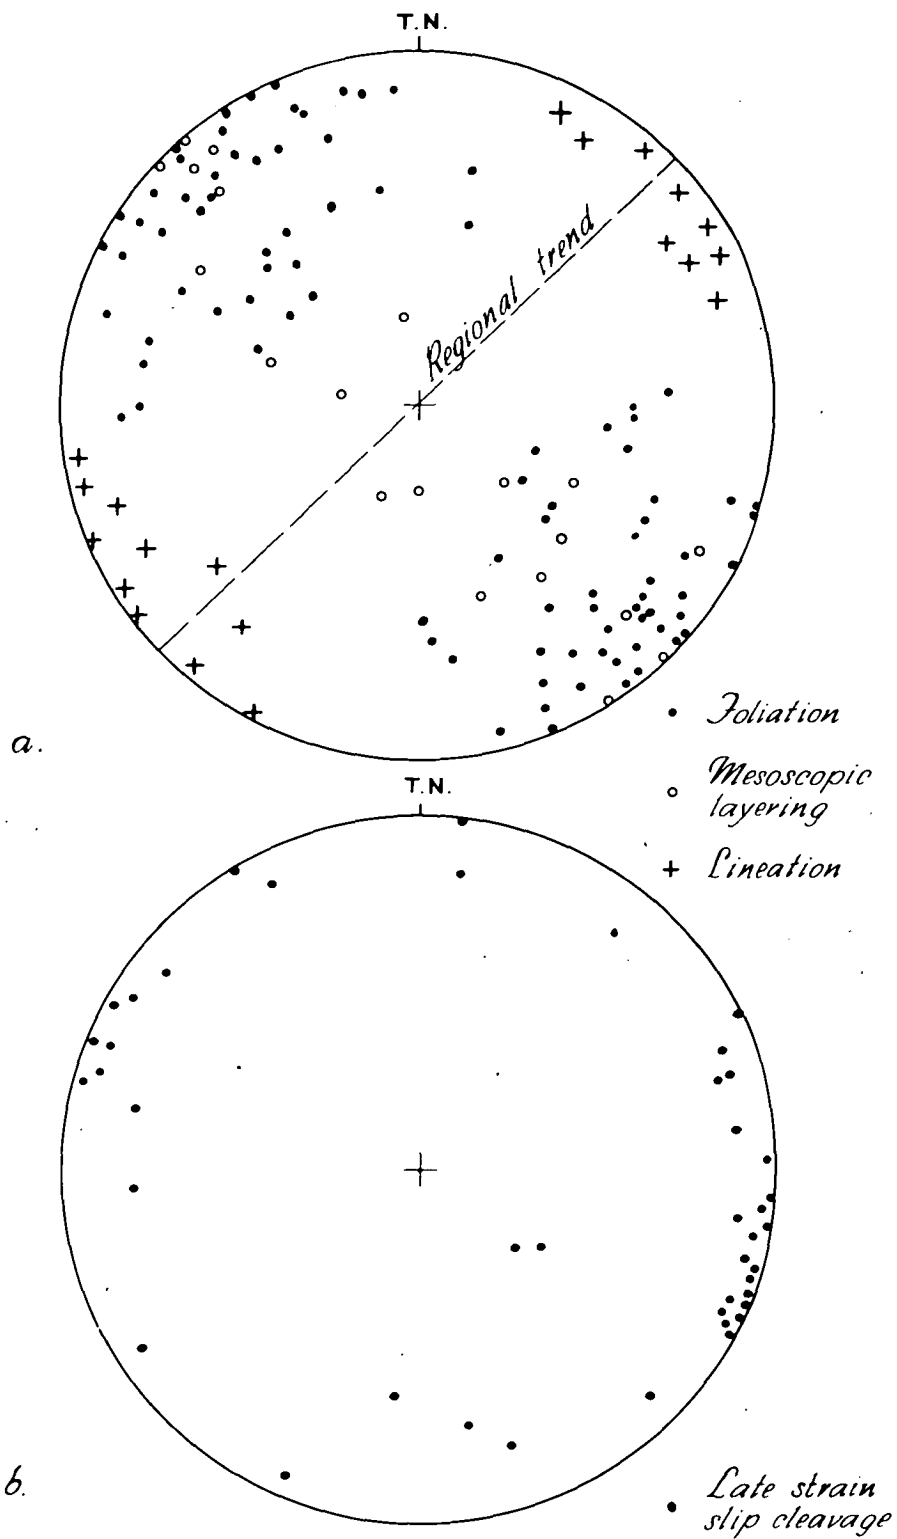 T.N.
Regional trend
a.
Foliation
Mesoscopic
layering
Lineation
T.N.
b.
Late strain
slip cleavage